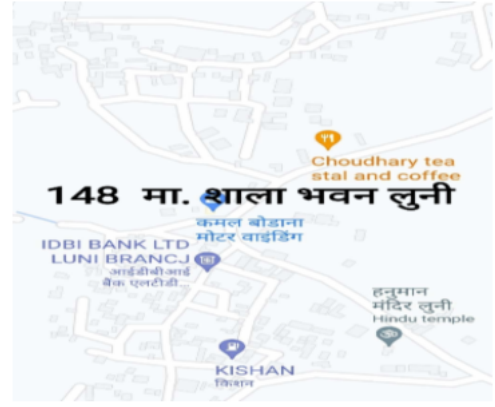 Choudhary tea
stal and coffee
148 मा. शाला भवन लुनी
कमल बोडाना
मोटर वाइंडिंग
IDBI BANK LTD
LUNI BRANCJ
आईडीबीआई
बैंक एलटीडी...
हनुमान
मंदिर लुनी
Hindu temple
KISHAN
किशन